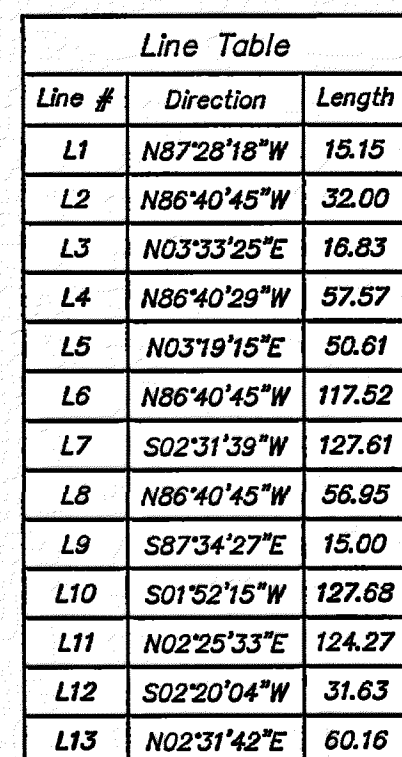 Line Table
Line # Direction Length
L1 N87°28'18"W 15.15
L2 N86°40'45"W 32.00
L3 N03°33'25"E 16.83
L4 N86°40'29"W 57.57
L5 N03°19'15"E 50.61
L6 N86°40'45"W 117.52
L7 S02°31'39"W 127.61
L8 N86°40'45"W 56.95
L9 S87°34'27"E 15.00
L10 S01°52'15"W 127.68
L11 N02°25'33"E 124.27
L12 S02°20'04"W 31.63
L13 N02°31'42"E 60.16